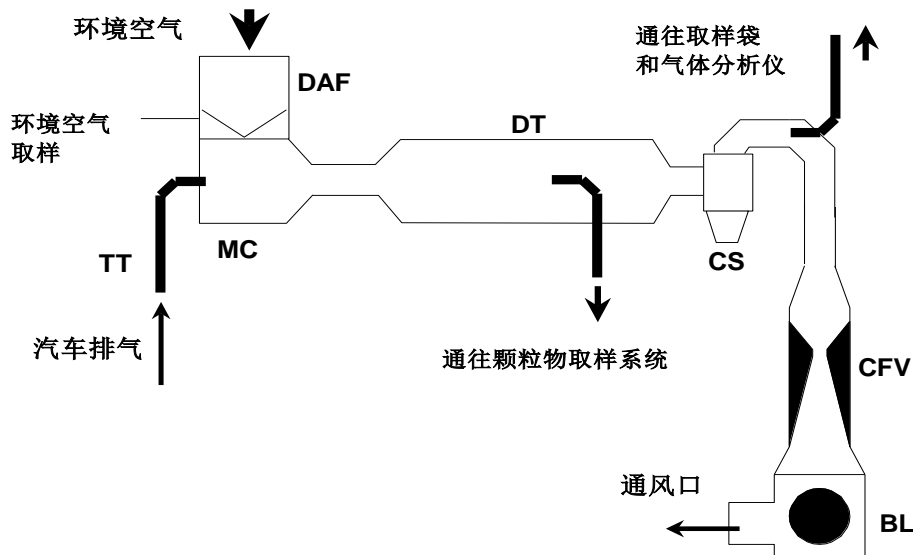 环境空气
DAF
环境空气
取样
TT
汽车排气
MC
DT
通往颗粒物取样系统
通往取样袋
和气体分析仪
CS
CFV
通风口
BL